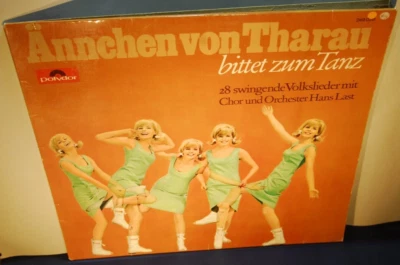 Ännchen von Tharau
bittet zum Tanz
28 swingende Volkslieder mit
Chor und Orchester Hans Last
Polydor